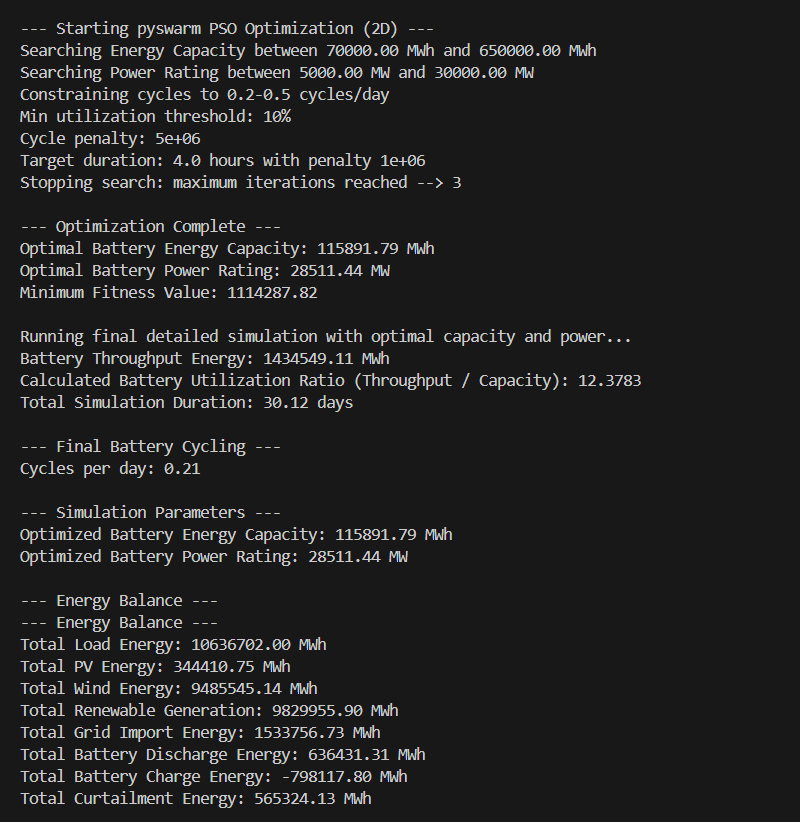 --- Starting pyswarm PSO Optimization (2D) ---
Searching Energy Capacity between 70000.00 MWh and 650000.00 MWh
Searching Power Rating between 5000.00 MW and 30000.00 MW
Constraining cycles to 0.2-0.5 cycles/day
Min utilization threshold: 10%
Cycle penalty: 5e+06
Target duration: 4.0 hours with penalty 1e+06
Stopping search: maximum iterations reached --> 3
--- Optimization Complete ---
Optimal Battery Energy Capacity: 115891.79 MWh
Optimal Battery Power Rating: 28511.44 MW
Minimum Fitness Value: 1114287.82
Running final detailed simulation with optimal capacity and power...
Battery Throughput Energy: 1434549.11 MWh
Calculated Battery Utilization Ratio (Throughput / Capacity): 12.3783
Total Simulation Duration: 30.12 days
--- Final Battery Cycling ---
Cycles per day: 0.21
--- Simulation Parameters ---
Optimized Battery Energy Capacity: 115891.79 MWh
Optimized Battery Power Rating: 28511.44 MW
--- Energy Balance ---
--- Energy Balance ---
Total Load Energy: 10636702.00 MWh
Total PV Energy: 344410.75 MWh
Total Wind Energy: 9485545.14 MWh
Total Renewable Generation: 9829955.90 MWh
Total Grid Import Energy: 1533756.73 MWh
Total Battery Discharge Energy: 636431.31 MWh
Total Battery Charge Energy: -798117.80 MWh
Total Curtailment Energy: 565324.13 MWh